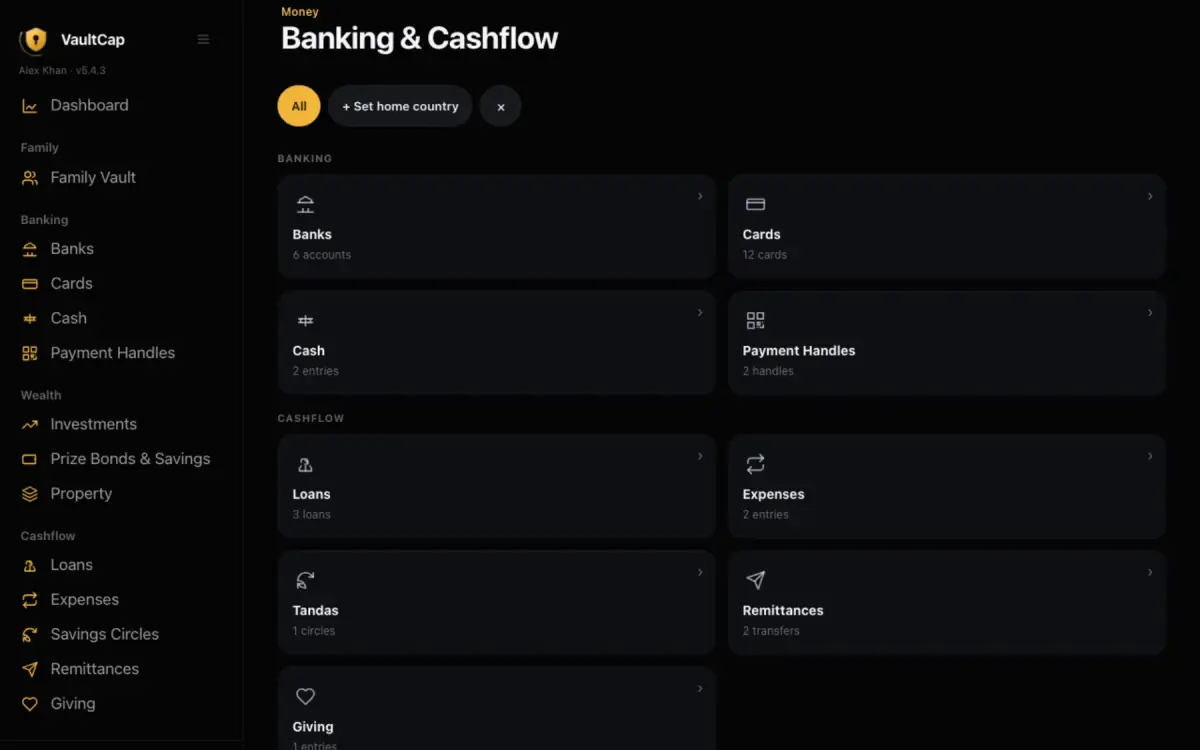 VaultCap
Alex Khan · v5.4.3
Dashboard
Family
Family Vault
Banking
Banks
Cards
Cash
Payment Handles
Wealth
Investments
Prize Bonds & Savings
Property
Cashflow
Loans
Expenses
Savings Circles
Remittances
Giving
Money
Banking & Cashflow
All
+ Set home country
×
BANKING
Banks
6 accounts
Cards
12 cards
Cash
2 entries
Payment Handles
2 handles
CASHFLOW
Loans
3 loans
Expenses
2 entries
Tandas
1 circles
Remittances
2 transfers
Giving
1 entries